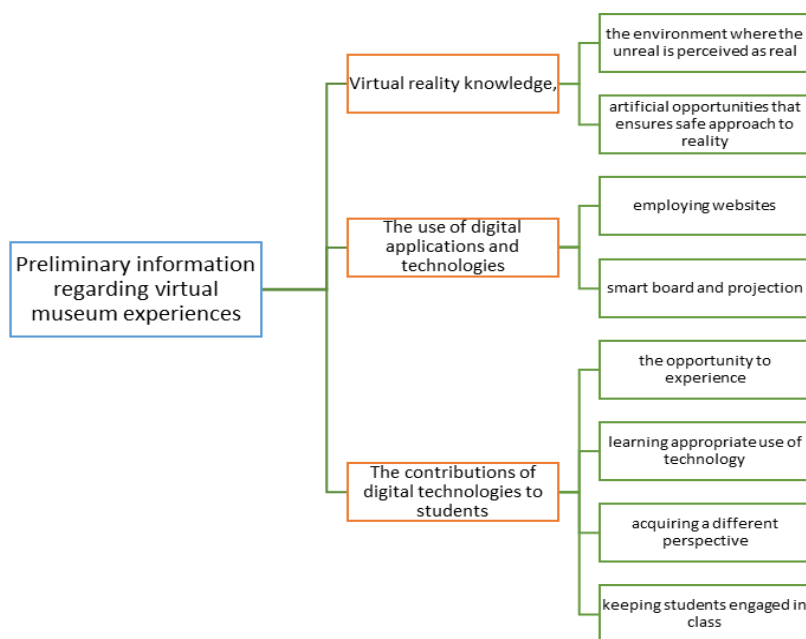 Preliminary information
regarding virtual
museum experiences
Virtual reality knowledge,
the environment where the
unreal is perceived as real
artificial opportunities that
ensures safe approach to
reality
The use of digital
applications and
technologies
employing websites
smart board and projection
The contributions of
digital technologies to
students
the opportunity to
experience
learning appropriate use of
technology
acquiring a different
perspective
keeping students engaged in
class